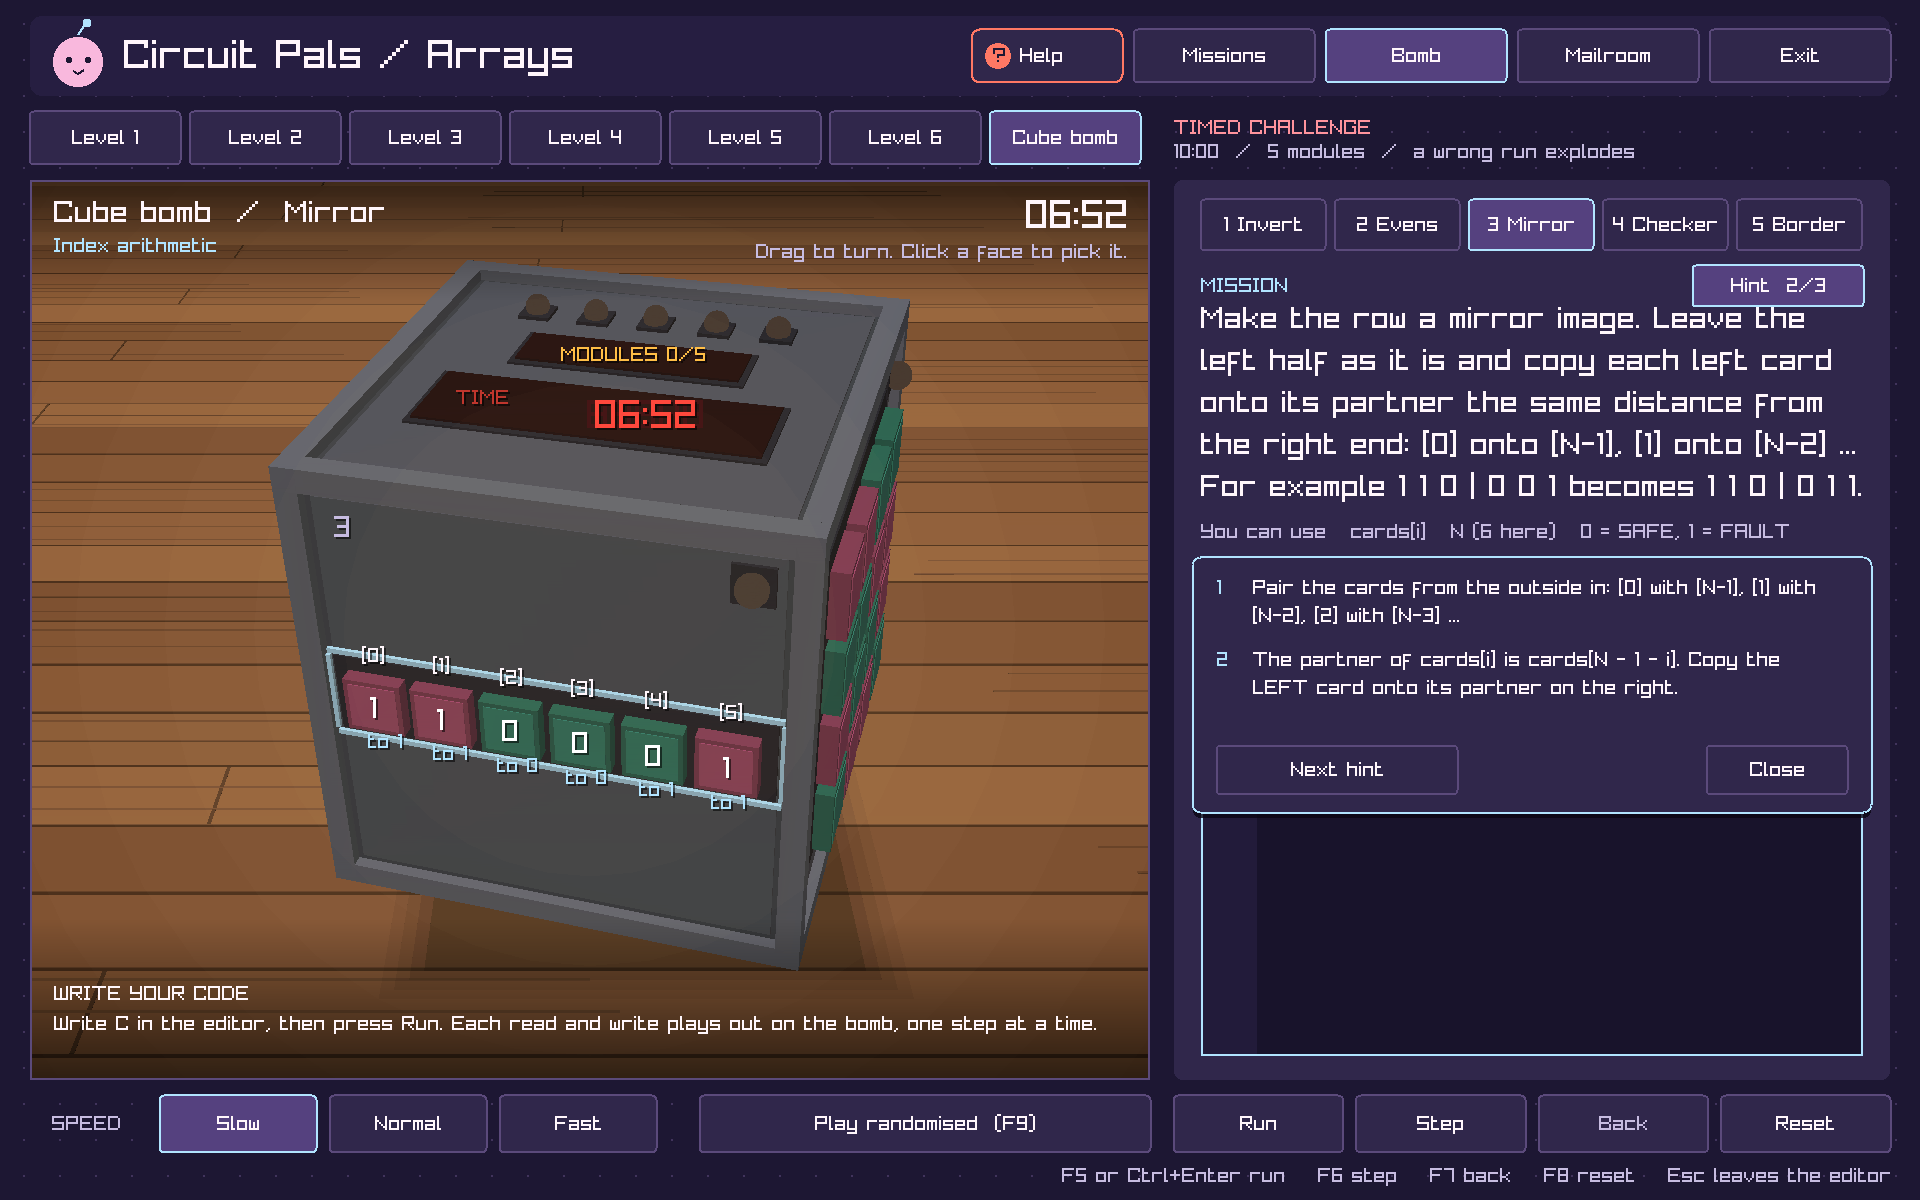 Circuit Pals / Arrays
? Help
Missions
Bomb
Mailroom
Exit
Level 1
Level 2
Level 3
Level 4
Level 5
Level 6
Cube bomb
TIMED CHALLENGE
10:00 / 5 modules / a wrong run explodes
Cube bomb / Mirror
06:52
Index arithmetic
Drag to turn. Click a face to pick it.
MODULES 0/5
TIME 06:52
3
[0] [1] [2] [3] [4] [5]
1 1 0 0 0 1
to 1 to 1 to 0 to 0 to 1 to 1
WRITE YOUR CODE
Write C in the editor, then press Run. Each read and write plays out on the bomb, one step at a time.
1 Invert
2 Evens
3 Mirror
4 Checker
5 Border
MISSION
Hint 2/3
Make the row a mirror image. Leave the
left half as it is and copy each left card
onto its partner the same distance from
the right end: [0] onto [N-1], [1] onto [N-2] ...
For example 1 1 0 | 0 0 1 becomes 1 1 0 | 0 1 1.
You can use cards[i] N (6 here) 0 = SAFE, 1 = FAULT
1 Pair the cards from the outside in: [0] with [N-1], [1] with
[N-2], [2] with [N-3] ...
2 The partner of cards[i] is cards[N - 1 - i]. Copy the
LEFT card onto its partner on the right.
Next hint
Close
SPEED
Slow
Normal
Fast
Play randomised (F9)
Run
Step
Back
Reset
F5 or Ctrl+Enter run F6 step F7 back F8 reset Esc leaves the editor